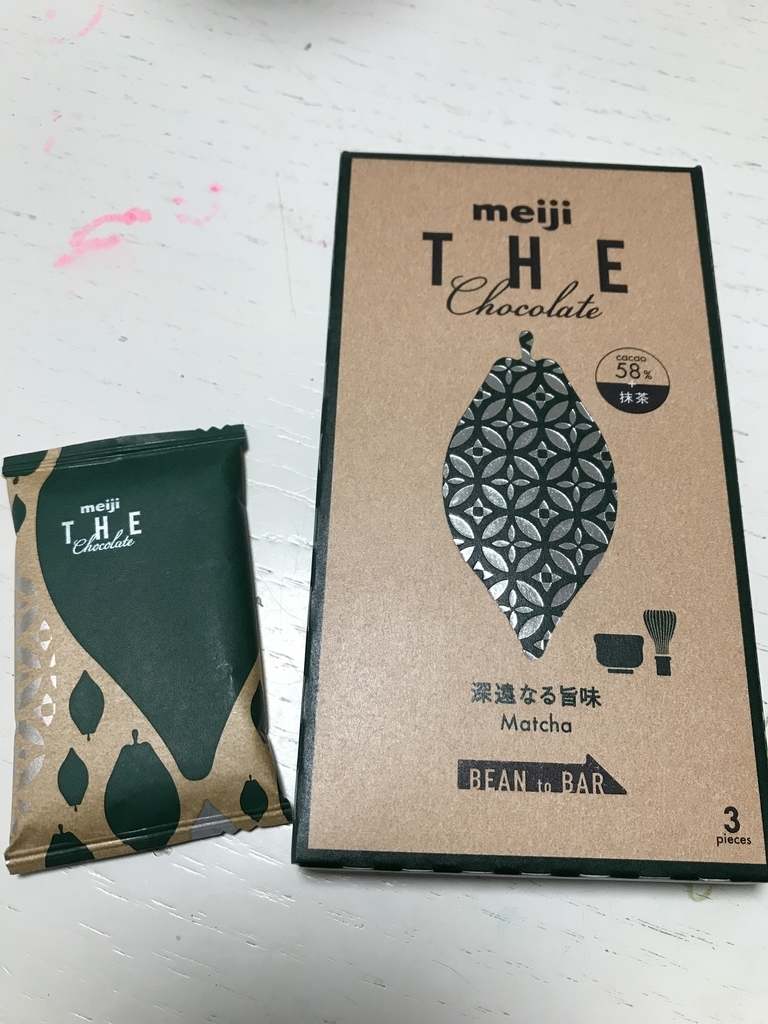 meiji
THE
Chocolate
cacao
58%
+
抹茶
深遠なる旨味
Matcha
BEAN to BAR
3
pieces
meiji
THE
Chocolate